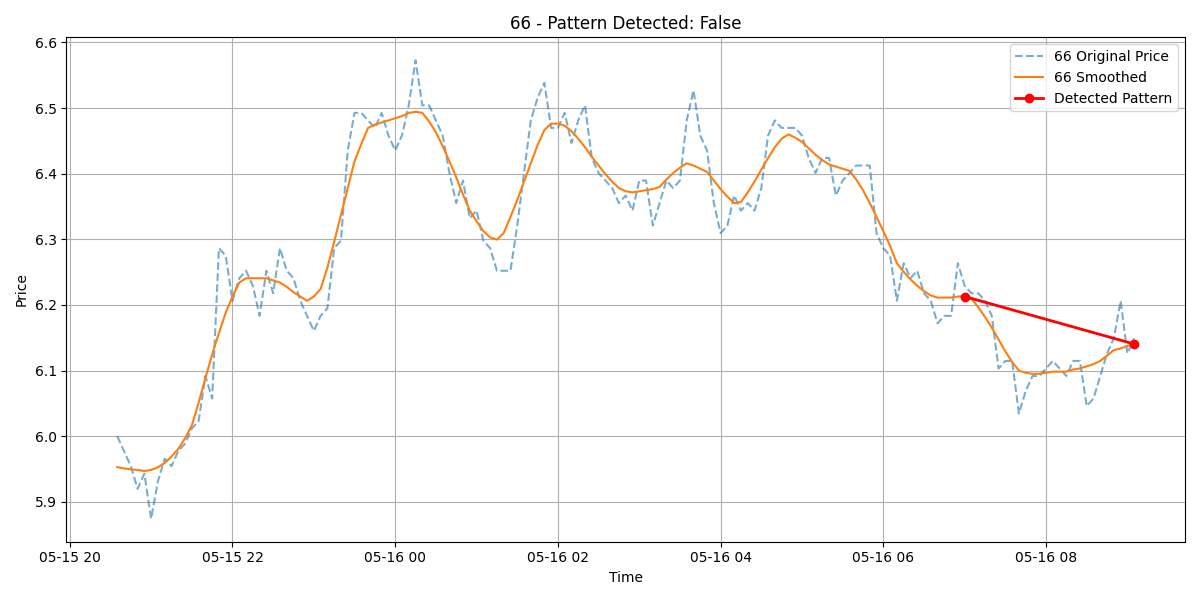 66 - Pattern Detected: False
66 Original Price
66 Smoothed
Detected Pattern
Price
6.6
6.5
6.4
6.3
6.2
6.1
6.0
5.9
05-15 20
05-15 22
05-16 00
05-16 02
05-16 04
05-16 06
05-16 08
Time